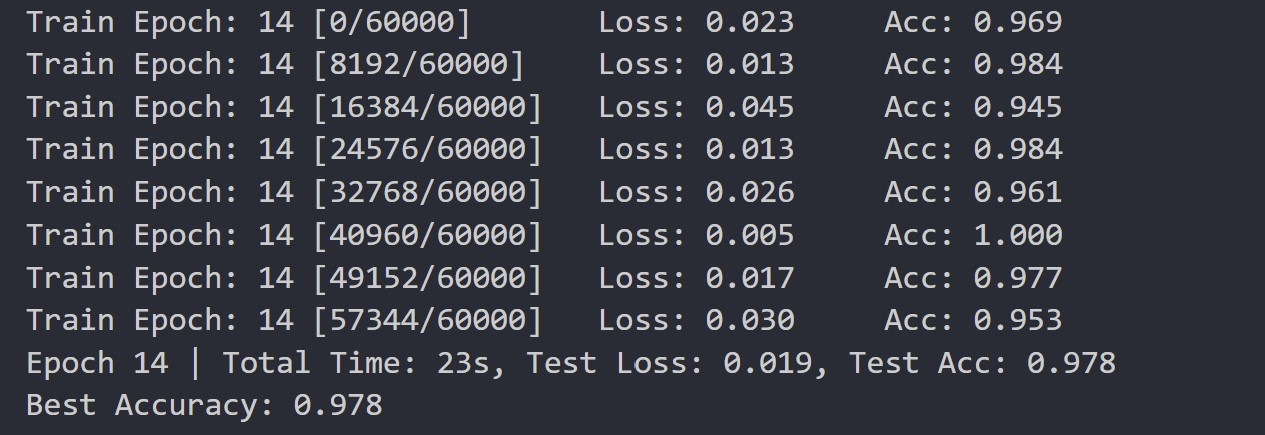 Train Epoch: 14 [0/60000] Loss: 0.023 Acc: 0.969
Train Epoch: 14 [8192/60000] Loss: 0.013 Acc: 0.984
Train Epoch: 14 [16384/60000] Loss: 0.045 Acc: 0.945
Train Epoch: 14 [24576/60000] Loss: 0.013 Acc: 0.984
Train Epoch: 14 [32768/60000] Loss: 0.026 Acc: 0.961
Train Epoch: 14 [40960/60000] Loss: 0.005 Acc: 1.000
Train Epoch: 14 [49152/60000] Loss: 0.017 Acc: 0.977
Train Epoch: 14 [57344/60000] Loss: 0.030 Acc: 0.953
Epoch 14 | Total Time: 23s, Test Loss: 0.019, Test Acc: 0.978
Best Accuracy: 0.978